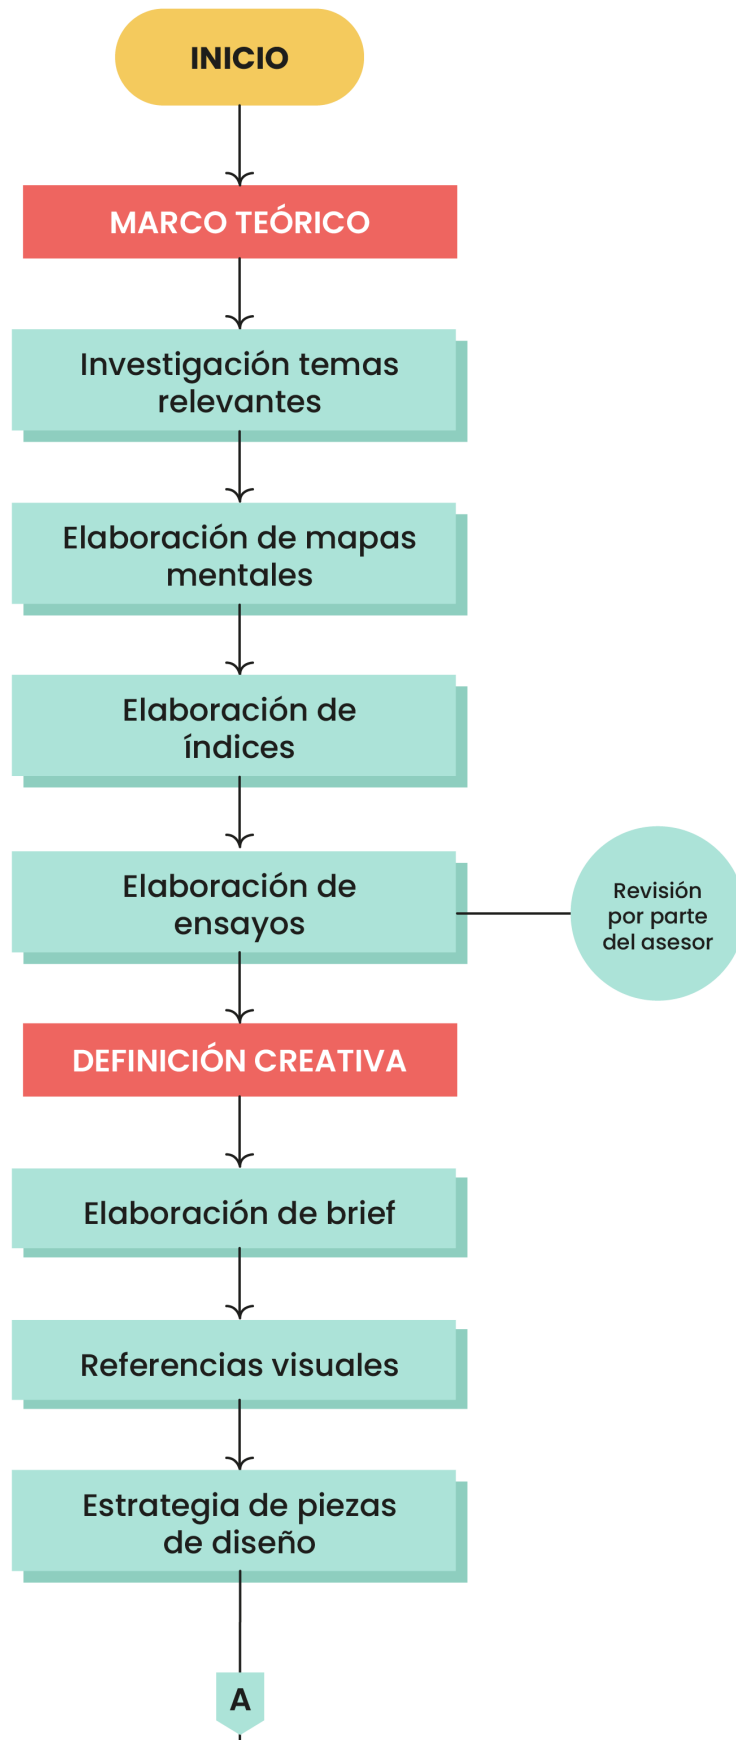 INICIO
MARCO TEÓRICO
Investigación temas
relevantes
Elaboración de mapas
mentales
Elaboración de
índices
Elaboración de
ensayos
Revisión
por parte
del asesor
DEFINICIÓN CREATIVA
Elaboración de brief
Referencias visuales
Estrategia de piezas
de diseño
A